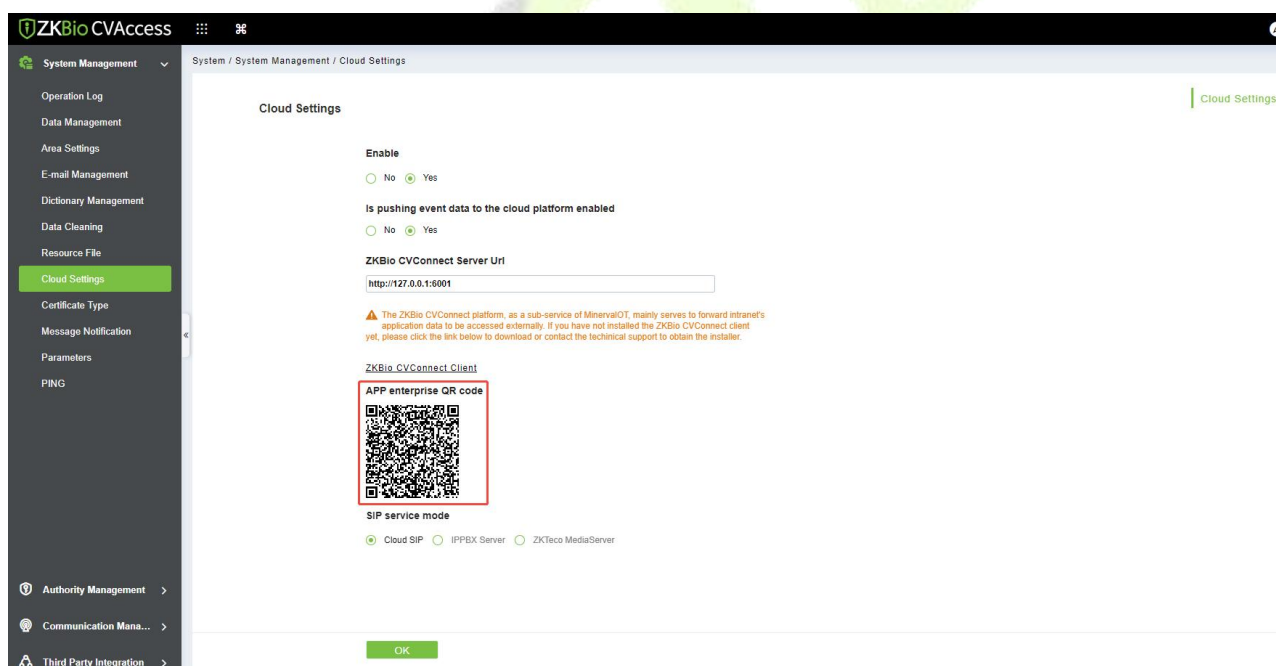 ZKBio CVAccess
System Management
System / System Management / Cloud Settings
Operation Log
Data Management
Area Settings
E-mail Management
Dictionary Management
Data Cleaning
Resource File
Cloud Settings
Certificate Type
Message Notification
Parameters
PING
Authority Management
Communication Mana...
Third Party Integration
Cloud Settings
Cloud Settings
Enable
No Yes
Is pushing event data to the cloud platform enabled
No Yes
ZKBio CVConnect Server Url
http://127.0.0.1:6001
The ZKBio CVConnect platform, as a sub-service of MinervaIOT, mainly serves to forward intranet's
application data to be accessed externally. If you have not installed the ZKBio CVConnect client
yet, please click the link below to download or contact the techinical support to obtain the installer.
ZKBio CVConnect Client
APP enterprise QR code
SIP service mode
Cloud SIP IPPBX Server ZKTeco MediaServer
OK